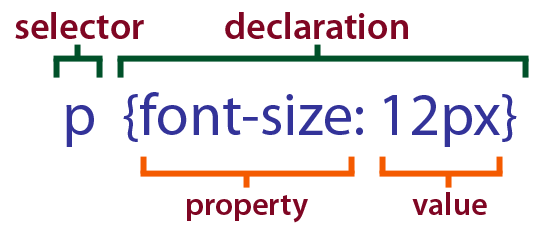 selector declaration
p {font-size: 12px}
property value